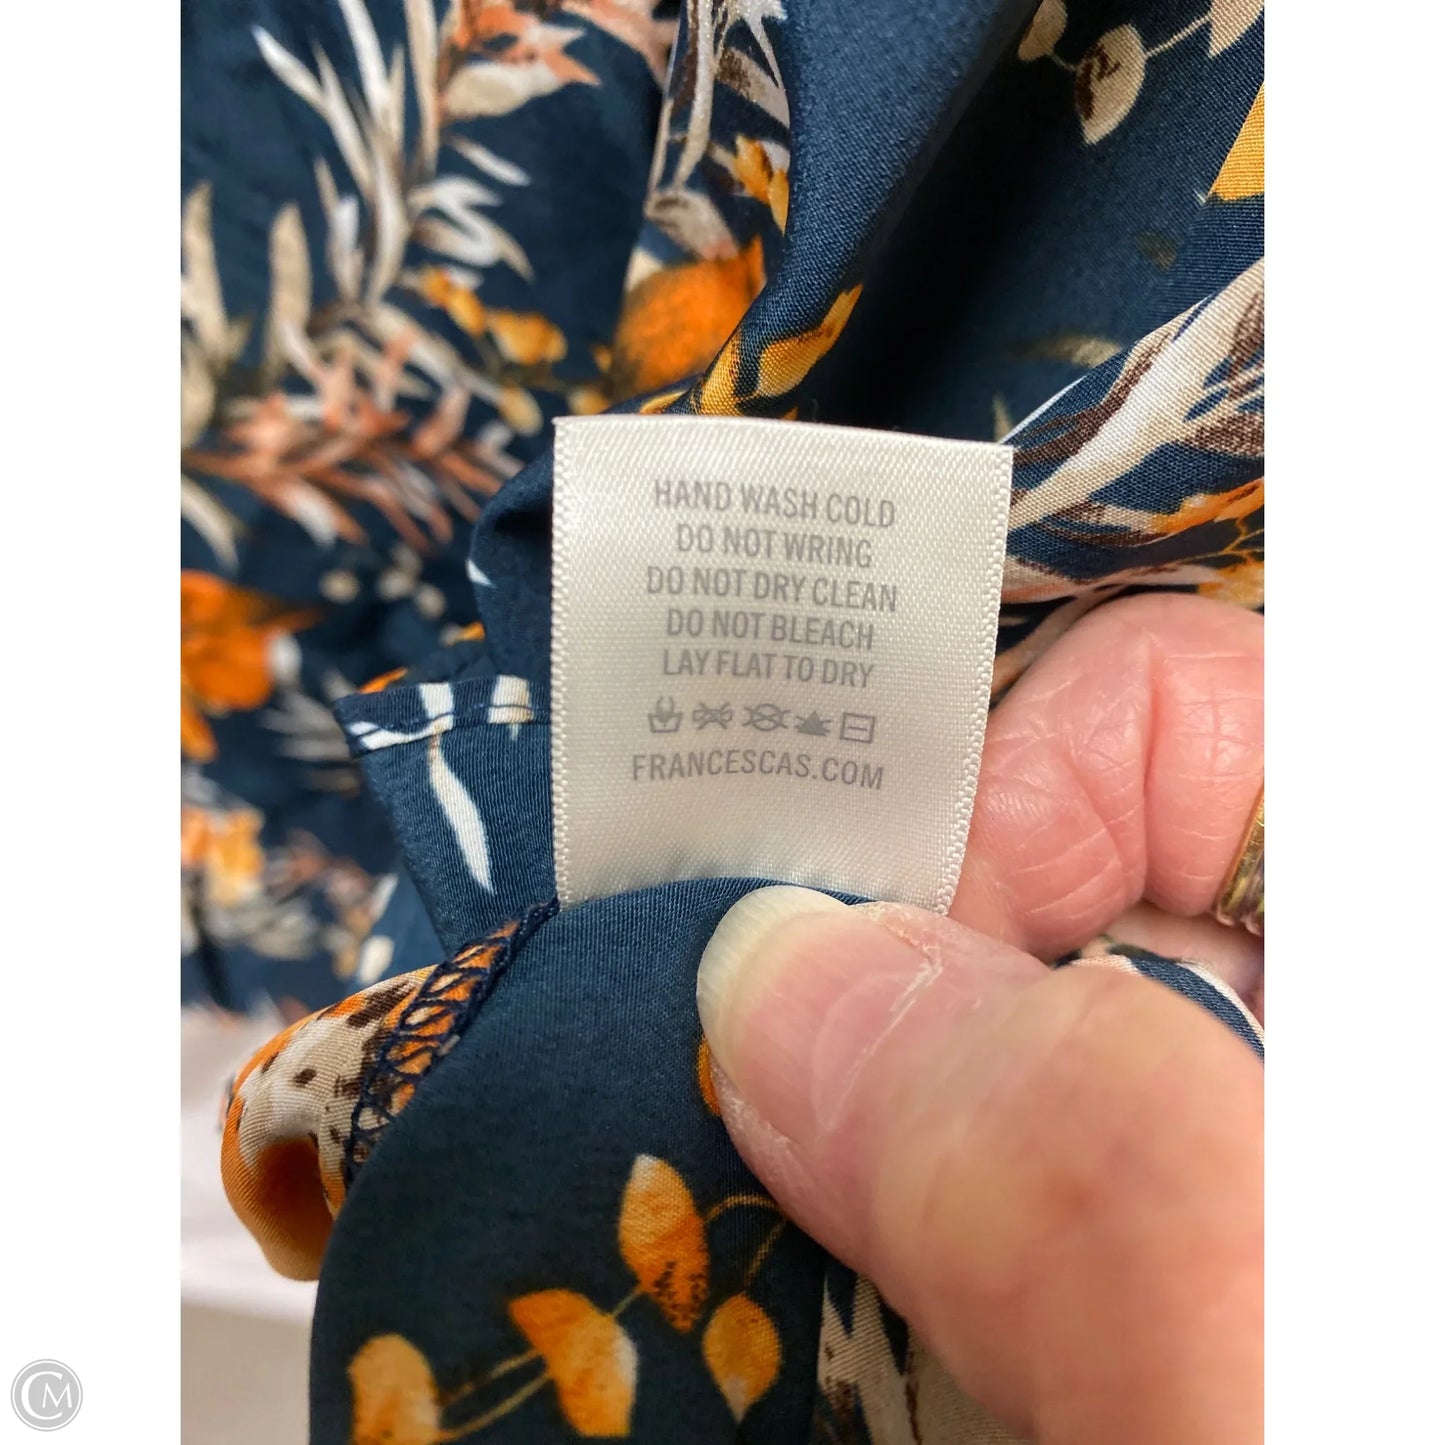 HAND WASH COLD
DO NOT WRING
DO NOT DRY CLEAN
DO NOT BLEACH
LAY FLAT TO DRY
FRANCESCAS.COM
CM